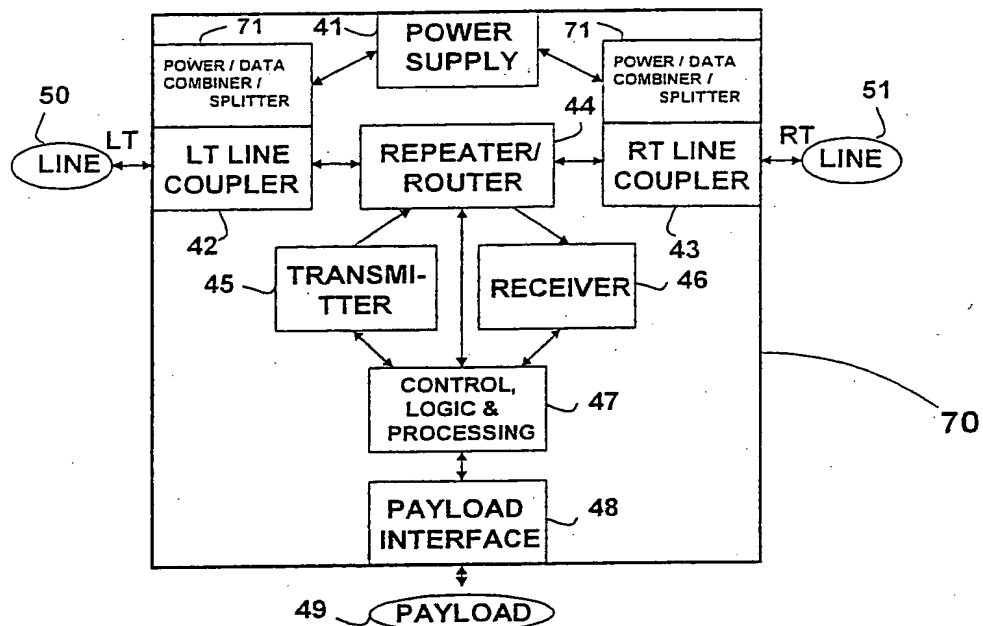 71
41
POWER
SUPPLY
71
POWER / DATA
COMBINER /
SPLITTER
POWER / DATA
COMBINER /
SPLITTER
50
LT
LINE
LT LINE
COUPLER
44
REPEATER/
ROUTER
RT LINE
COUPLER
RT
51
LINE
42
43
45
TRANSMI-
TTER
RECEIVER
46
CONTROL,
LOGIC &
PROCESSING
47
70
PAYLOAD
INTERFACE
48
49
PAYLOAD